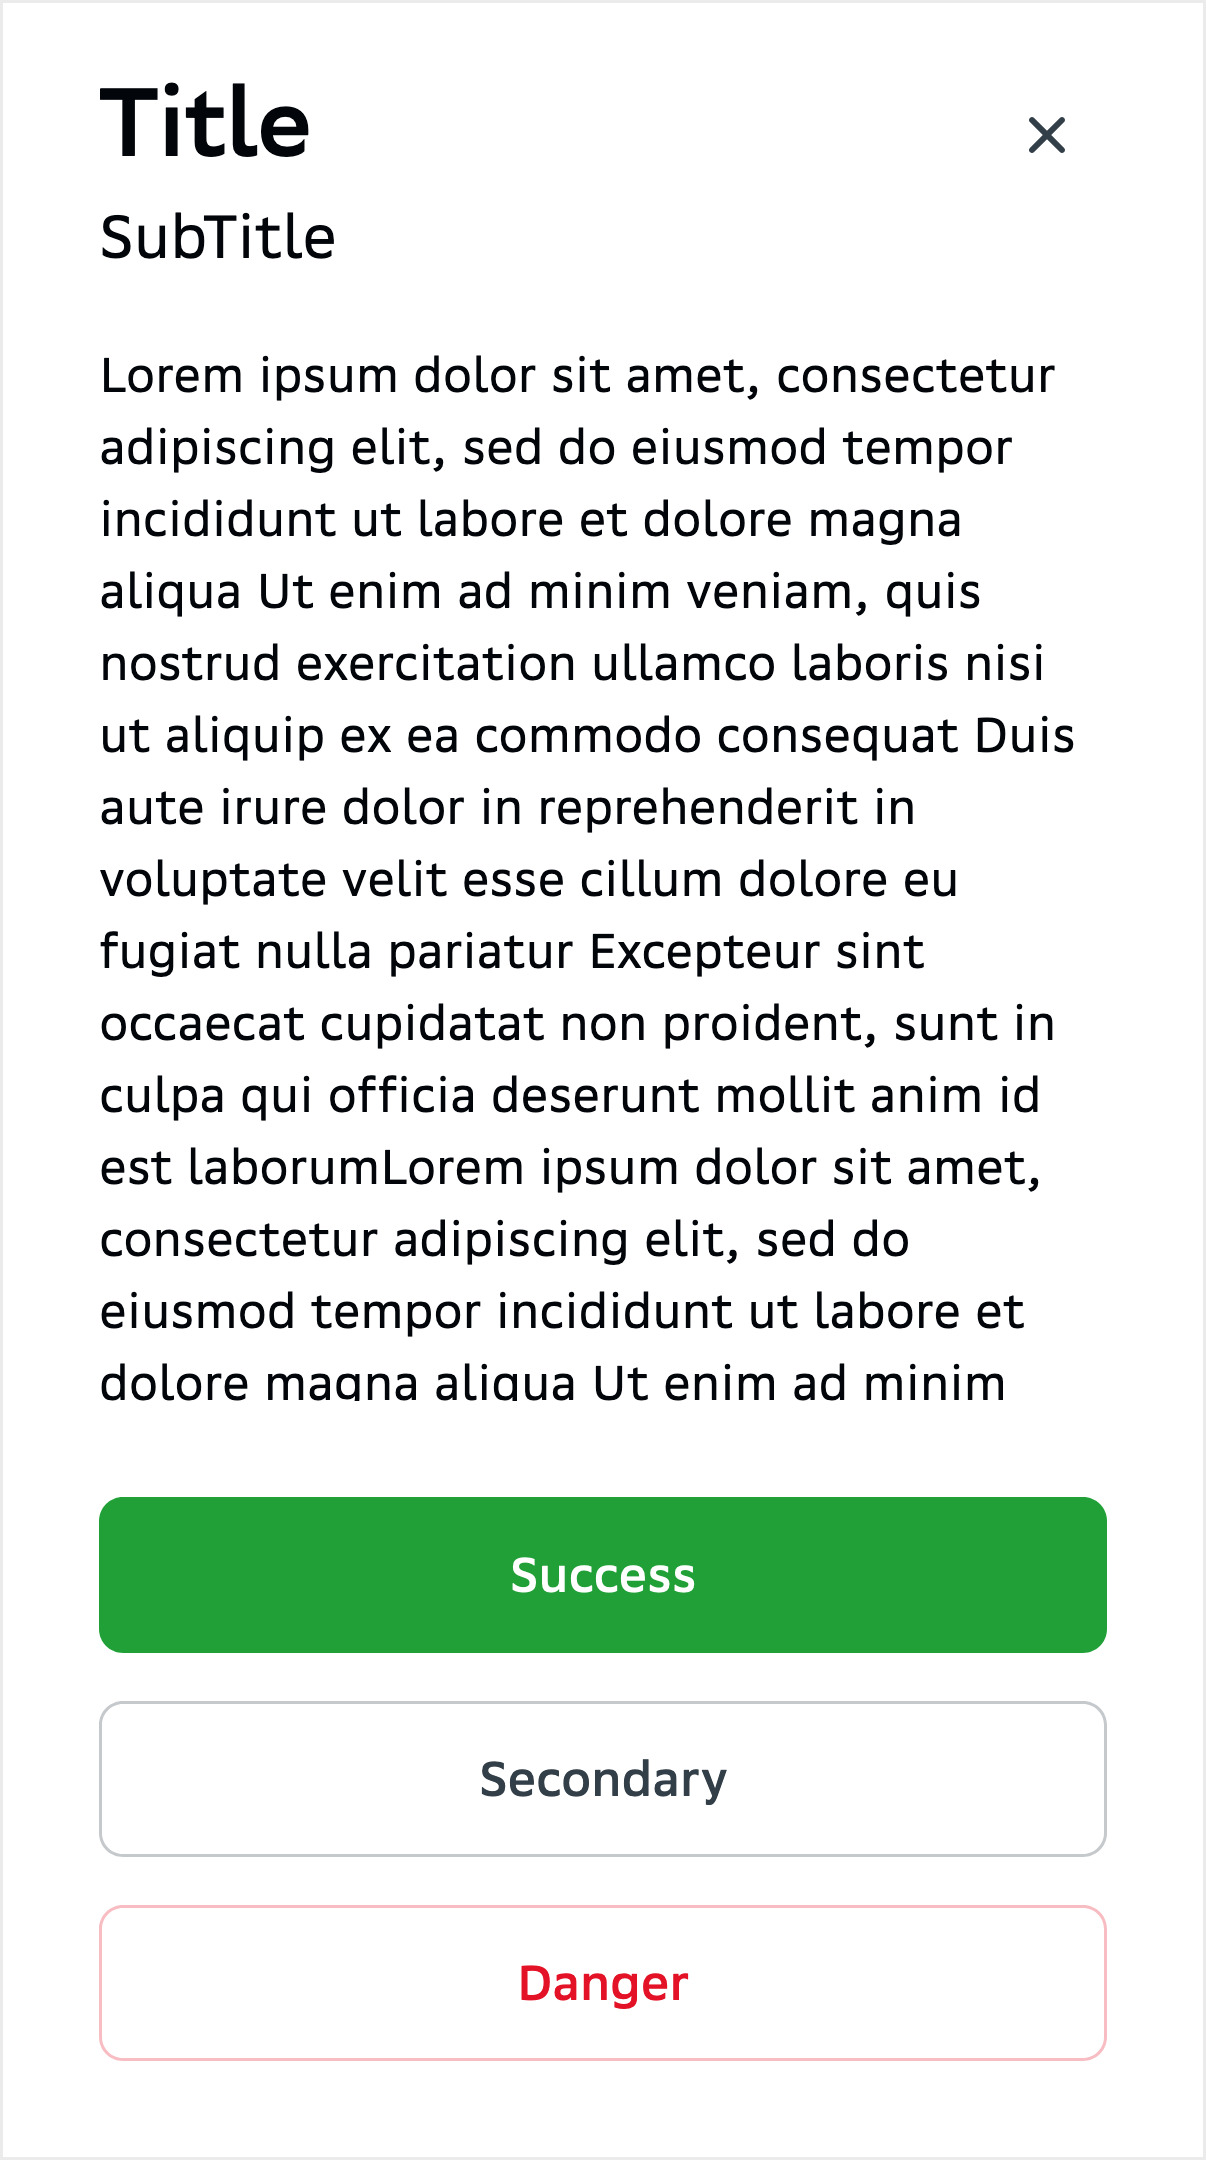 Title
SubTitle
Lorem ipsum dolor sit amet, consectetur
adipiscing elit, sed do eiusmod tempor
incididunt ut labore et dolore magna
aliqua Ut enim ad minim veniam, quis
nostrud exercitation ullamco laboris nisi
ut aliquip ex ea commodo consequat Duis
aute irure dolor in reprehenderit in
voluptate velit esse cillum dolore eu
fugiat nulla pariatur Excepteur sint
occaecat cupidatat non proident, sunt in
culpa qui officia deserunt mollit anim id
est laborumLorem ipsum dolor sit amet,
consectetur adipiscing elit, sed do
eiusmod tempor incididunt ut labore et
dolore magna aliqua Ut enim ad minim
Success
Secondary
Danger